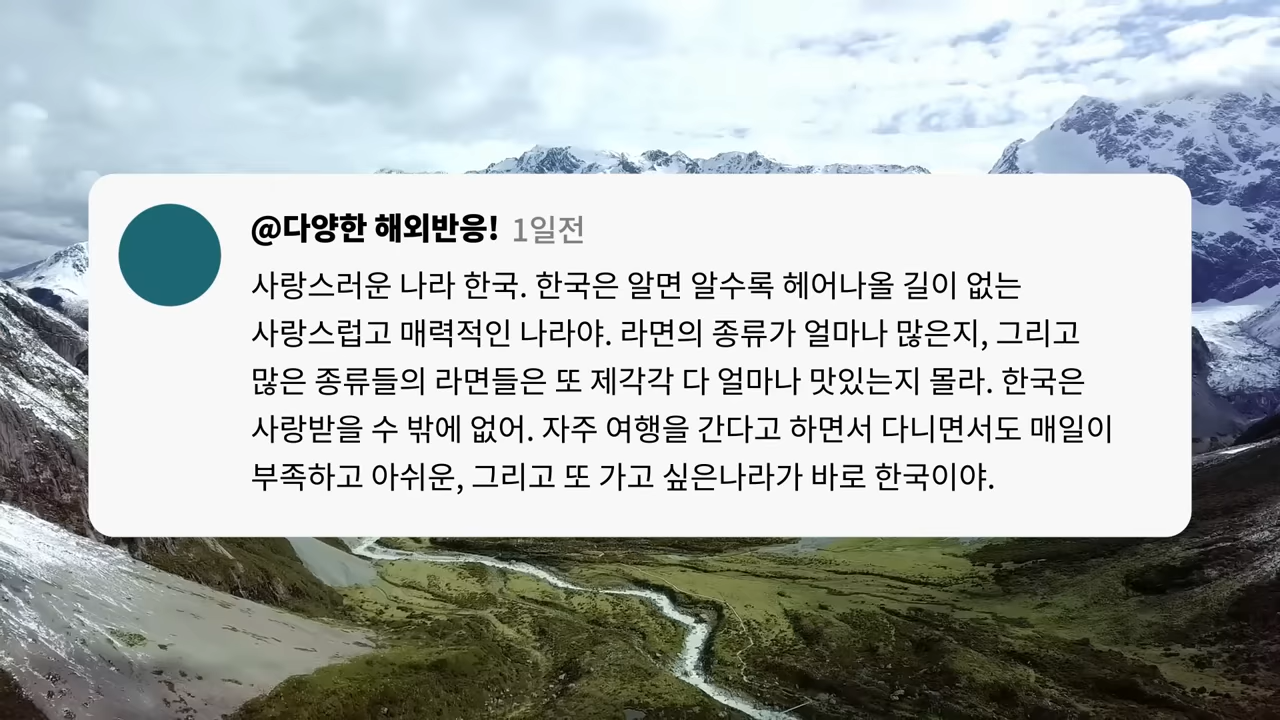 @다양한 해외반응! 1일전
사랑스러운 나라 한국. 한국은 알면 알수록 헤어나올 길이 없는
사랑스럽고 매력적인 나라야. 라면의 종류가 얼마나 많은지, 그리고
많은 종류들의 라면들은 또 제각각 다 얼마나 맛있는지 몰라. 한국은
사랑받을 수 밖에 없어. 자주 여행을 간다고 하면서 다니면서도 매일이
부족하고 아쉬운, 그리고 또 가고 싶은나라가 바로 한국이야.